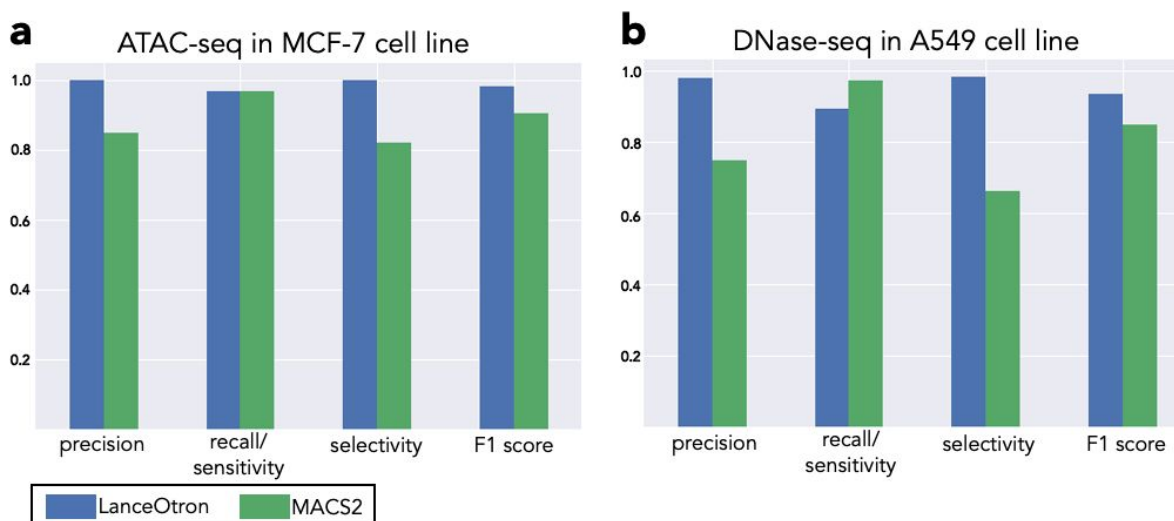 a
ATAC-seq in MCF-7 cell line
1.0
0.8
0.6
0.4
0.2
precision
recall/
sensitivity
selectivity
F1 score
LanceOtron
MACS2
b
DNase-seq in A549 cell line
1.0
0.8
0.6
0.4
0.2
precision
recall/
sensitivity
selectivity
F1 score